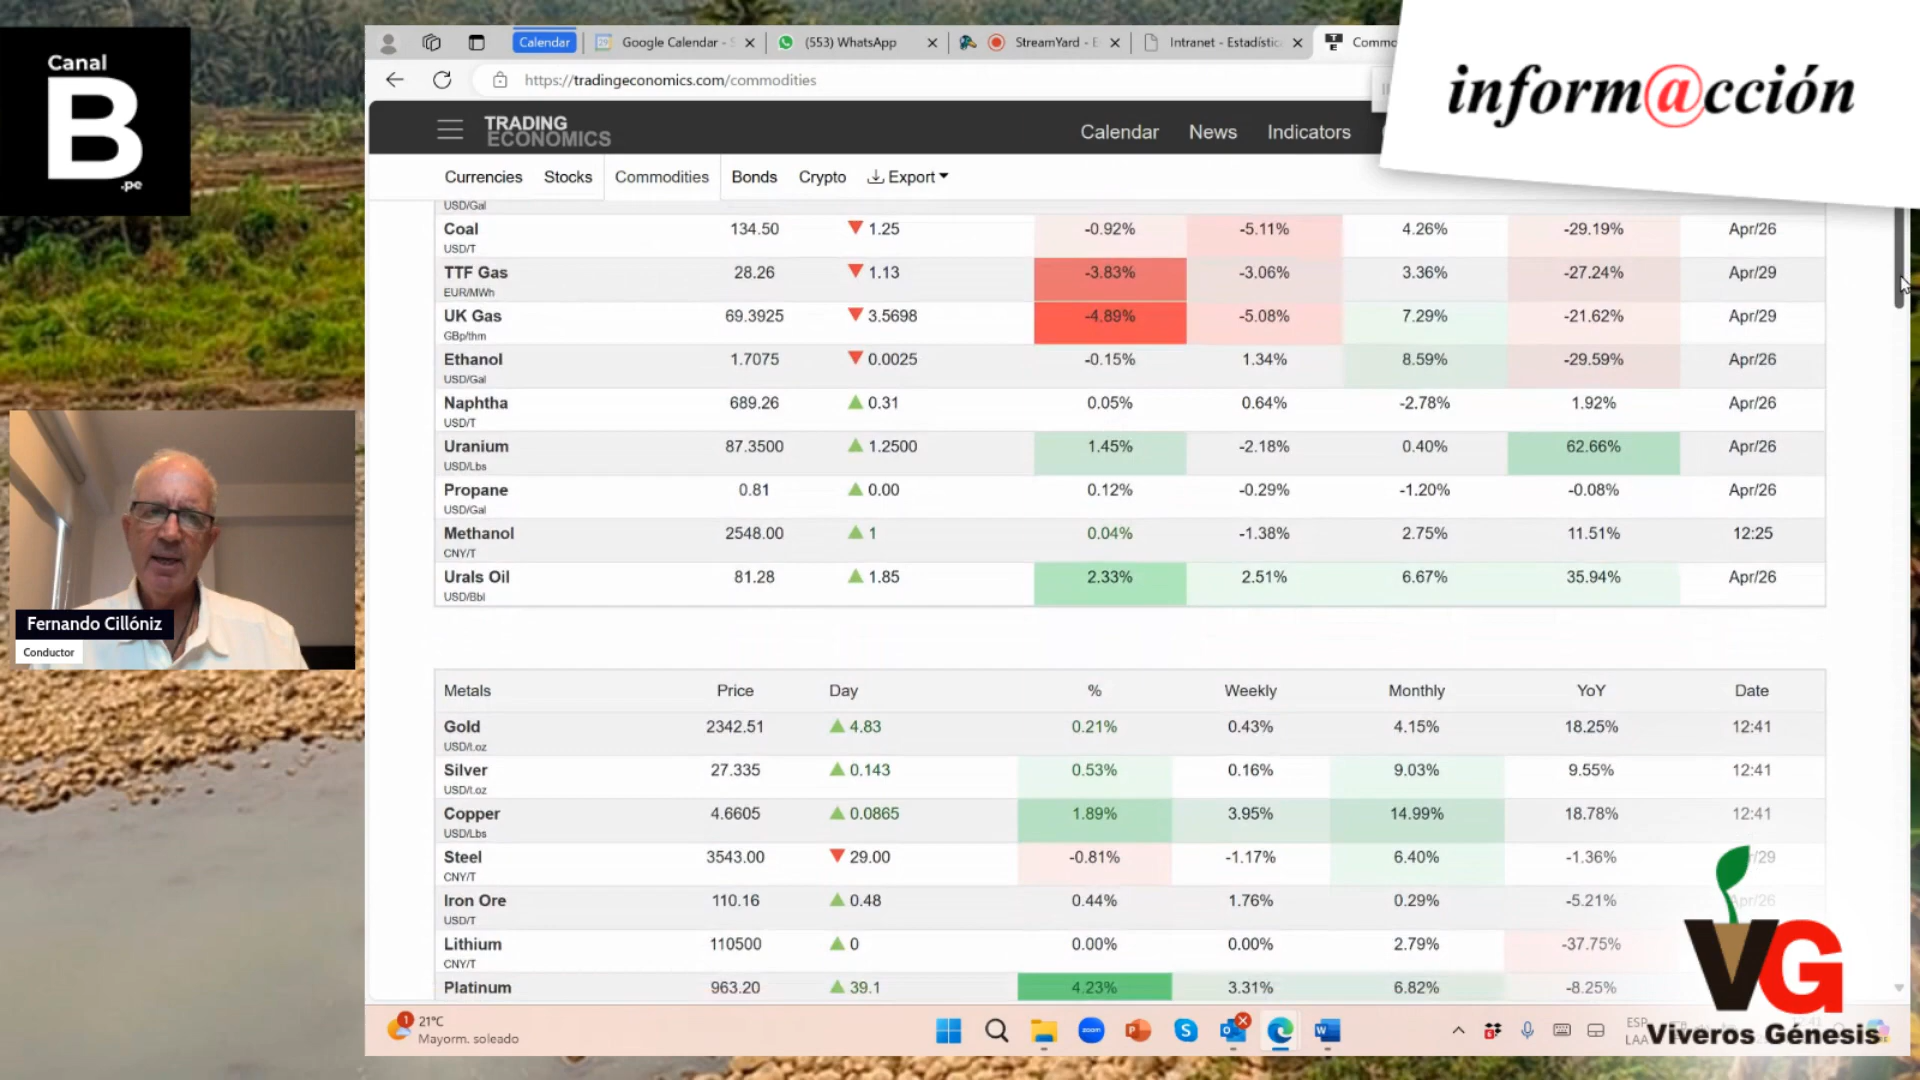 Canal
B
.pe
Calendar
Google Calendar - S
(553) WhatsApp
StreamYard - E
Intranet - Estadístic
Commo
https://tradingeconomics.com/commodities
inform@cción
TRADING
ECONOMICS
Calendar News Indicators
Currencies Stocks Commodities Bonds Crypto Export
USD/Gal
Coal 134.50 1.25 -0.92% -5.11% 4.26% -29.19% Apr/26
USD/T
TTF Gas 28.26 1.13 -3.83% -3.06% 3.36% -27.24% Apr/29
EUR/MWh
UK Gas 69.3925 3.5698 -4.89% -5.08% 7.29% -21.62% Apr/29
GBp/thm
Ethanol 1.7075 0.0025 -0.15% 1.34% 8.59% -29.59% Apr/26
USD/Gal
Naphtha 689.26 0.31 0.05% 0.64% -2.78% 1.92% Apr/26
USD/T
Uranium 87.3500 1.2500 1.45% -2.18% 0.40% 62.66% Apr/26
USD/Lbs
Propane 0.81 0.00 0.12% -0.29% -1.20% -0.08% Apr/26
USD/Gal
Methanol 2548.00 1 0.04% -1.38% 2.75% 11.51% 12:25
CNY/T
Urals Oil 81.28 1.85 2.33% 2.51% 6.67% 35.94% Apr/26
USD/Bbl
Fernando Cillóniz
Conductor
Metals Price Day % Weekly Monthly YoY Date
Gold 2342.51 4.83 0.21% 0.43% 4.15% 18.25% 12:41
USD/t.oz
Silver 27.335 0.143 0.53% 0.16% 9.03% 9.55% 12:41
USD/t.oz
Copper 4.6605 0.0865 1.89% 3.95% 14.99% 18.78% 12:41
USD/Lbs
Steel 3543.00 29.00 -0.81% -1.17% 6.40% -1.36% /29
CNY/T
Iron Ore 110.16 0.48 0.44% 1.76% 0.29% -5.21% Apr/26
USD/T
Lithium 110500 0 0.00% 0.00% 2.79% -37.75%
CNY/T
Platinum 963.20 39.1 4.23% 3.31% 6.82% -8.25%
VG
Viveros Génesis
1
21°C
Mayorm. soleado
zoom
ESP
LAA